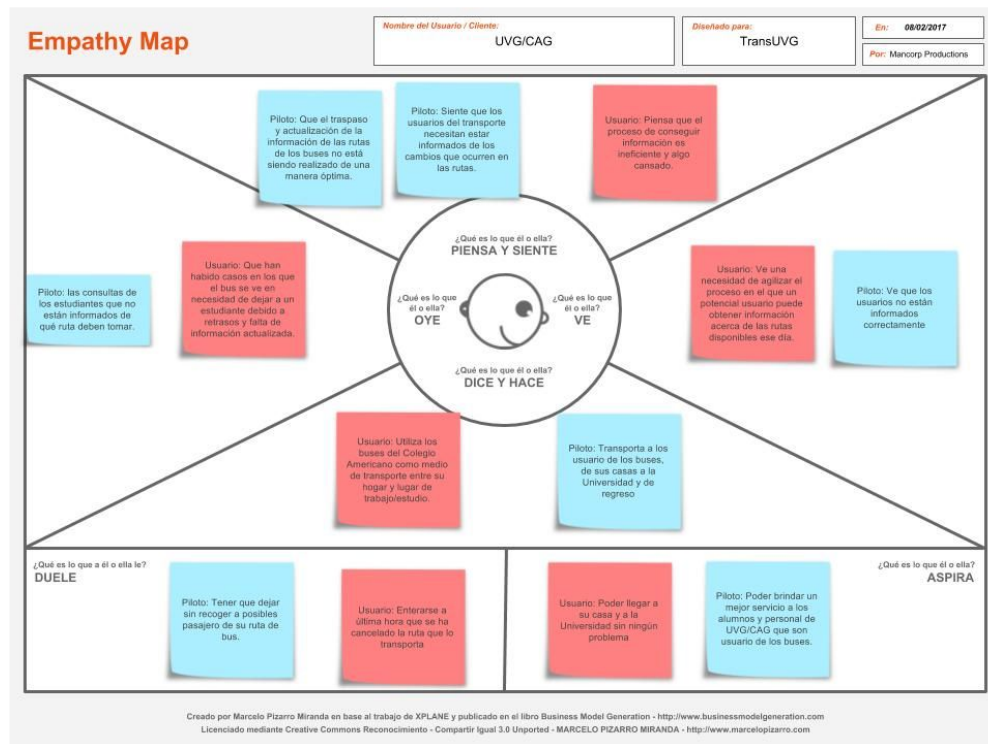 Empathy Map
Nombre del Usuario / Cliente:
UVG/CAG
Diseñado para:
TransUVG
En: 08/02/2017
Por: Mancorp Productions
Piloto: Que el traspaso
y actualización de la
información de las rutas
de los buses no está
siendo realizado de una
manera óptima.
Piloto: Siente que los
usuarios del transporte
necesitan estar
informados de los
cambios que ocurren en
las rutas.
Usuario: Piensa que el
proceso de conseguir
información es
ineficiente y algo
cansado.
¿Qué es lo que él o ella?
PIENSA Y SIENTE
Piloto: las consultas de
los estudiantes que no
están informados de
qué ruta deben tomar.
Usuario: Que han
habido casos en los que
el bus se ve en
necesidad de dejar a un
estudiante debido a
retrasos y falta de
información actualizada.
¿Qué es lo que
él o ella?
OYE
¿Qué es lo que
él o ella?
VE
Usuario: Ve una
necesidad de agilizar el
proceso en el que un
potencial usuario puede
obtener información
acerca de las rutas
disponibles ese día.
Piloto: Ve que los
usuarios no están
informados
correctamente
¿Qué es lo que él o ella?
DICE Y HACE
Usuario: Utiliza los
buses del Colegio
Americano como medio
de transporte entre su
hogar y lugar de
trabajo/estudio.
Piloto: Transporta a los
usuario de los buses,
de sus casas a la
Universidad y de
regreso
¿Qué es lo que a él o ella le?
DUELE
Piloto: Tener que dejar
sin recoger a posibles
pasajero de su ruta de
bus.
Usuario: Enterarse a
última hora que se ha
cancelado la ruta que lo
transporta
Usuario: Poder llegar a
su casa y a la
Universidad sin ningún
problema
Piloto: Poder brindar un
mejor servicio a los
alumnos y personal de
UVG/CAG que son
usuario de los buses.
¿Qué es lo que él o ella?
ASPIRA
Creado por Marcelo Pizarro Miranda en base al trabajo de XPLANE y publicado en el libro Business Model Generation - http://www.businessmodelgeneration.com
Licenciado mediante Creative Commons Reconocimiento - Compartir Igual 3.0 Unported - MARCELO PIZARRO MIRANDA - http://www.marcelopizarro.com